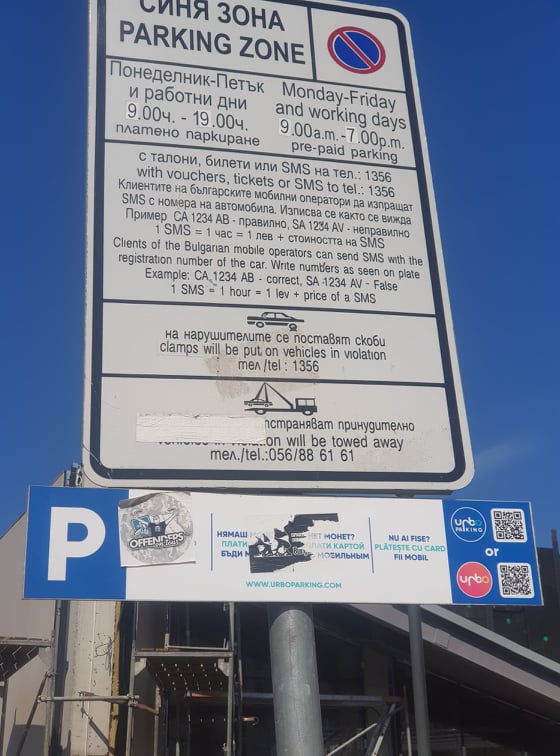 СИНЯ ЗОНА
PARKING ZONE
Понеделник-Петък
и работни дни
9.00ч. - 19.00ч.
платено паркиране
Monday-Friday
and working days
9.00a.m.-7.00p.m.
pre-paid parking
с талони, билети или SMS на тел.: 1356
with vouchers, tickets or SMS to tel.: 1356
Клиентите на българските мобилни оператори да изпращат
SMS с номера на автомобила. Изписва се както се вижда
Пример CA 1234 AB - правилно, SA 1234 AV - неправилно
1 SMS = 1 час = 1 лев + стойността на SMS
Clients of the Bulgarian mobile operators can send SMS with the
registration number of the car. Write numbers as seen on plate
Example: CA 1234 AB - correct, SA 1234 AV - False
1 SMS = 1 hour = 1 lev + price of a SMS
на нарушителите се поставят скоби
clamps will be put on vehicles in violation
тел/tel : 1356
принудително
will be towed away
тел./tel.:056/88 61 61
P
OFFENDERS
НЯМАШ
ПЛАТИ
БЪДИ
МОНЕТ?
КАРТОЙ
МОБИЛЬНЫМ
NU AI FISE?
PLĂTEȘTE CU CARD
FII MOBIL
WWW.URBOPARKING.COM
urbo
PARKING
or
urbo